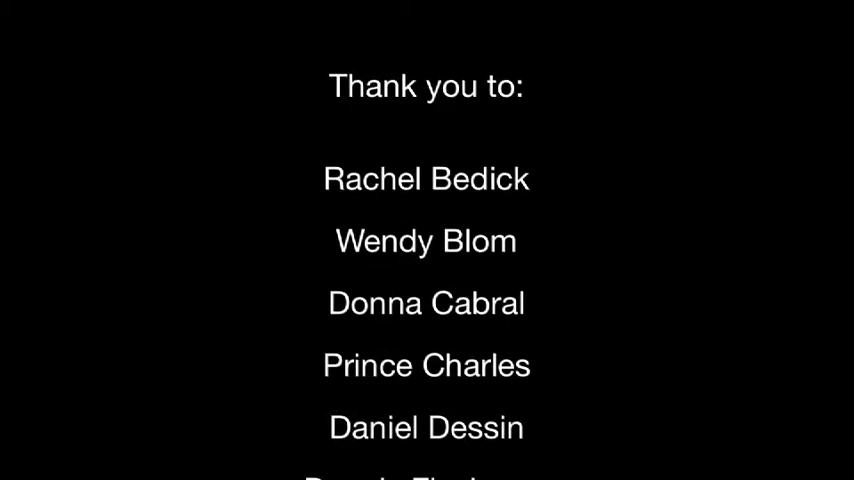 Thank you to:
Rachel Bedick
Wendy Blom
Donna Cabral
Prince Charles
Daniel Dessin